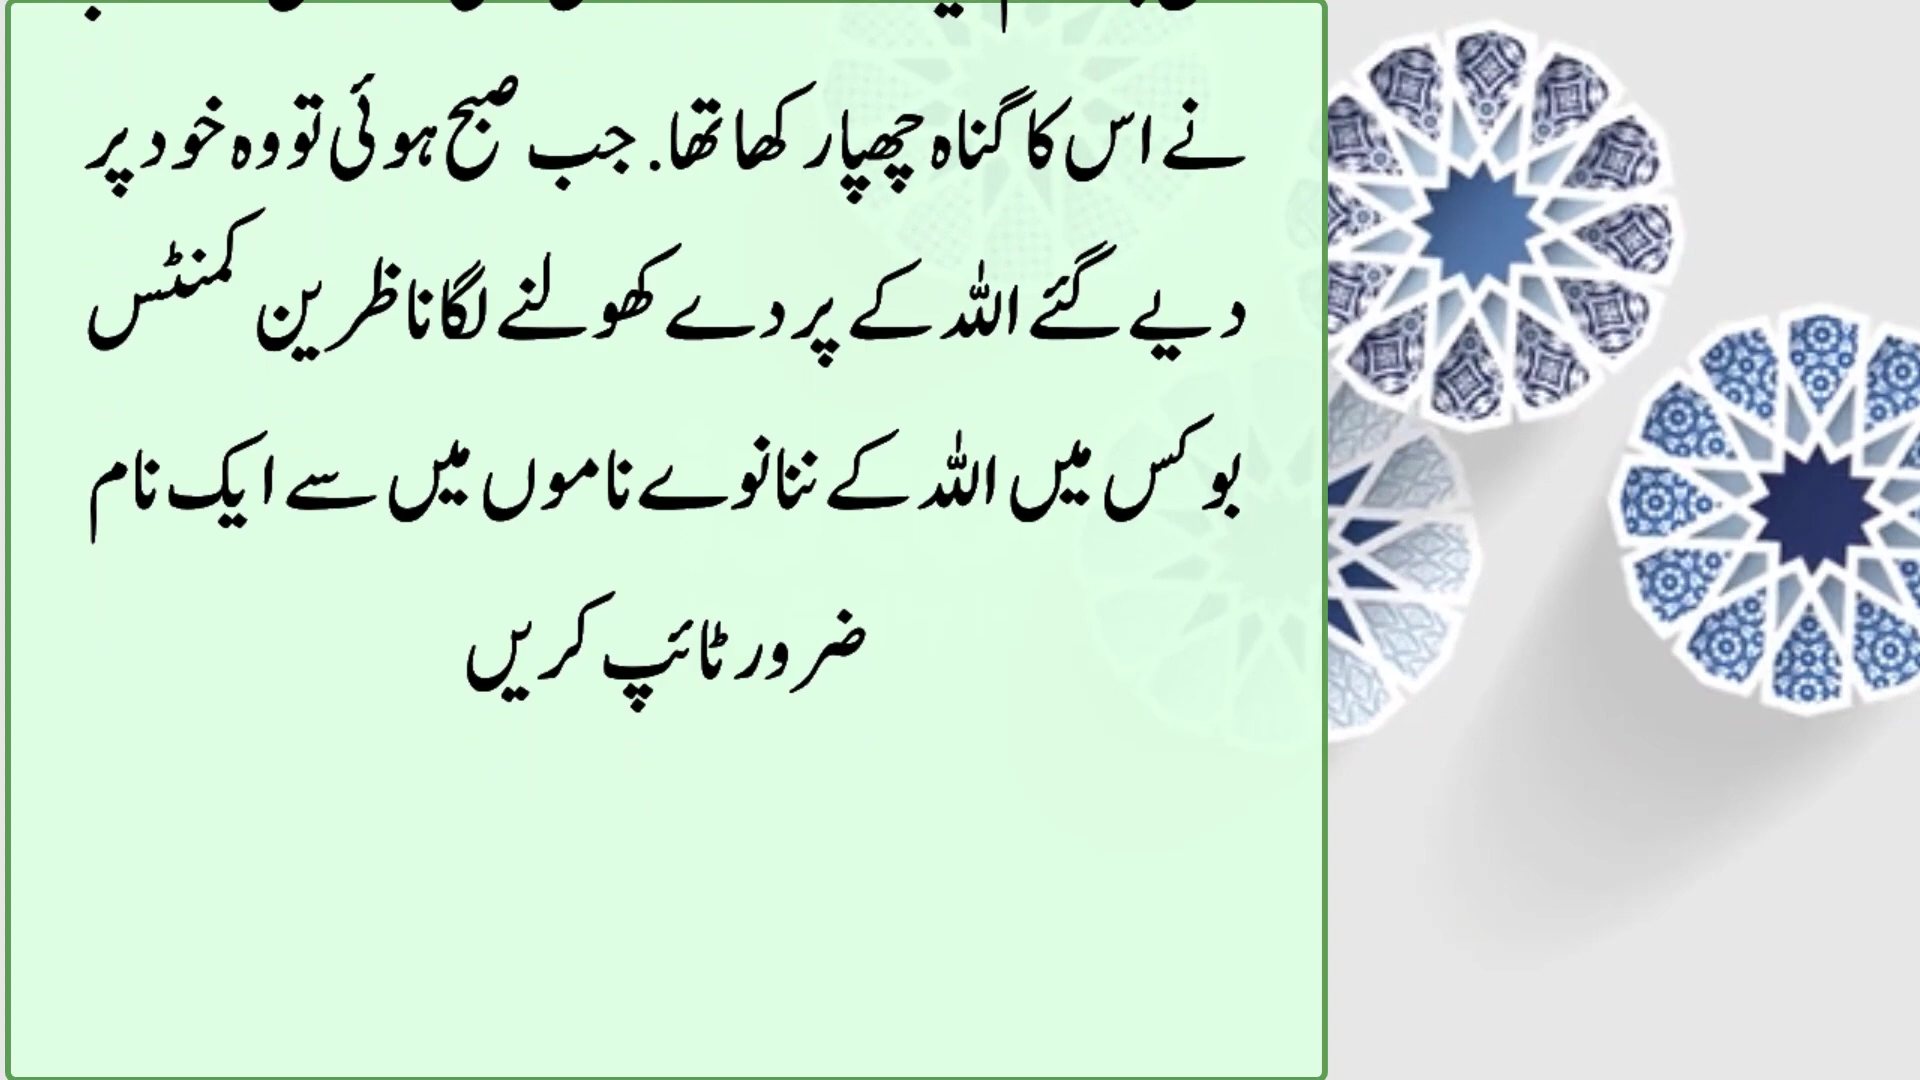 نے اس کا گناہ چھپا رکھا تھا. جب صبح ہوئی تو وہ خود پر
دیے گئے اللہ کے پردے کھولنے لگا ناظرین کمنٹس
بوکس میں اللہ کے ننانوے ناموں میں سے ایک نام
ضرور ٹائپ کریں